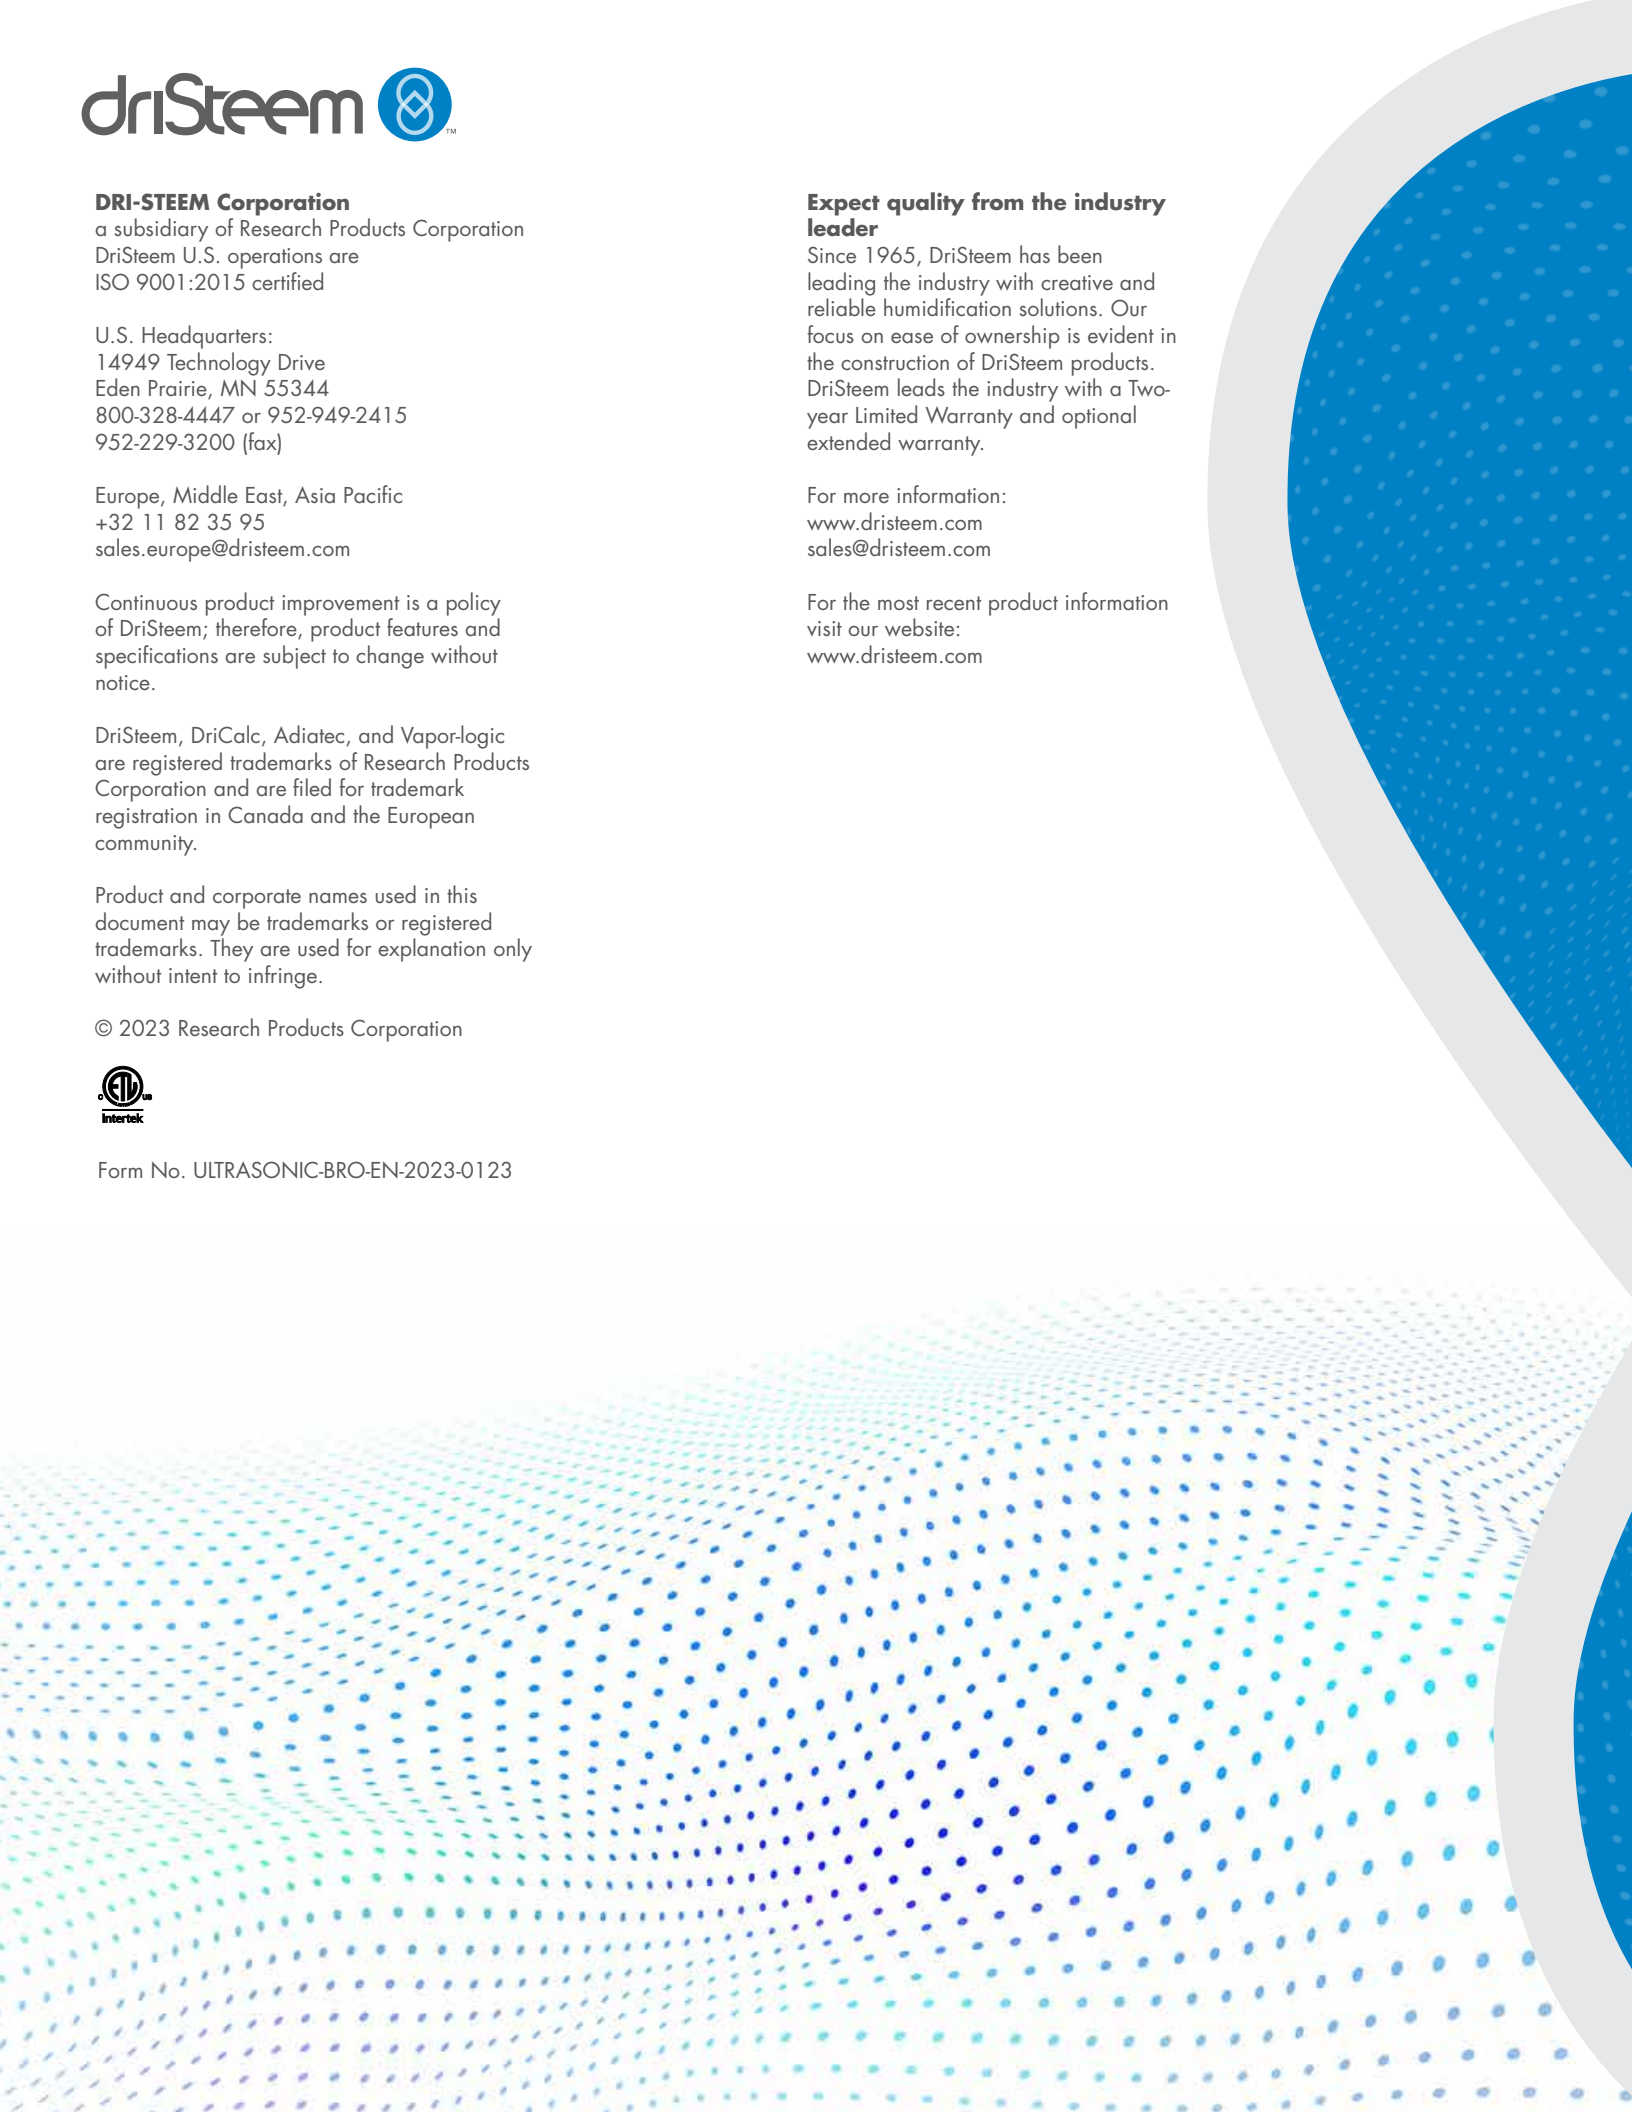 driSteem
TM
DRI-STEEM Corporation
a subsidiary of Research Products Corporation
DriSteem U.S. operations are
ISO 9001:2015 certified
U.S. Headquarters:
14949 Technology Drive
Eden Prairie, MN 55344
800-328-4447 or 952-949-2415
952-229-3200 (fax)
Europe, Middle East, Asia Pacific
+32 11 82 35 95
sales.europe@dristeem.com
Continuous product improvement is a policy
of DriSteem; therefore, product features and
specifications are subject to change without
notice.
DriSteem, DriCalc, Adiatec, and Vapor-logic
are registered trademarks of Research Products
Corporation and are filed for trademark
registration in Canada and the European
community.
Product and corporate names used in this
document may be trademarks or registered
trademarks. They are used for explanation only
without intent to infringe.
© 2023 Research Products Corporation
C ETL US
Intertek
Form No. ULTRASONIC-BRO-EN-2023-0123
Expect quality from the industry
leader
Since 1965, DriSteem has been
leading the industry with creative and
reliable humidification solutions. Our
focus on ease of ownership is evident in
the construction of DriSteem products.
DriSteem leads the industry with a Two-
year Limited Warranty and optional
extended warranty.
For more information:
www.dristeem.com
sales@dristeem.com
For the most recent product information
visit our website:
www.dristeem.com